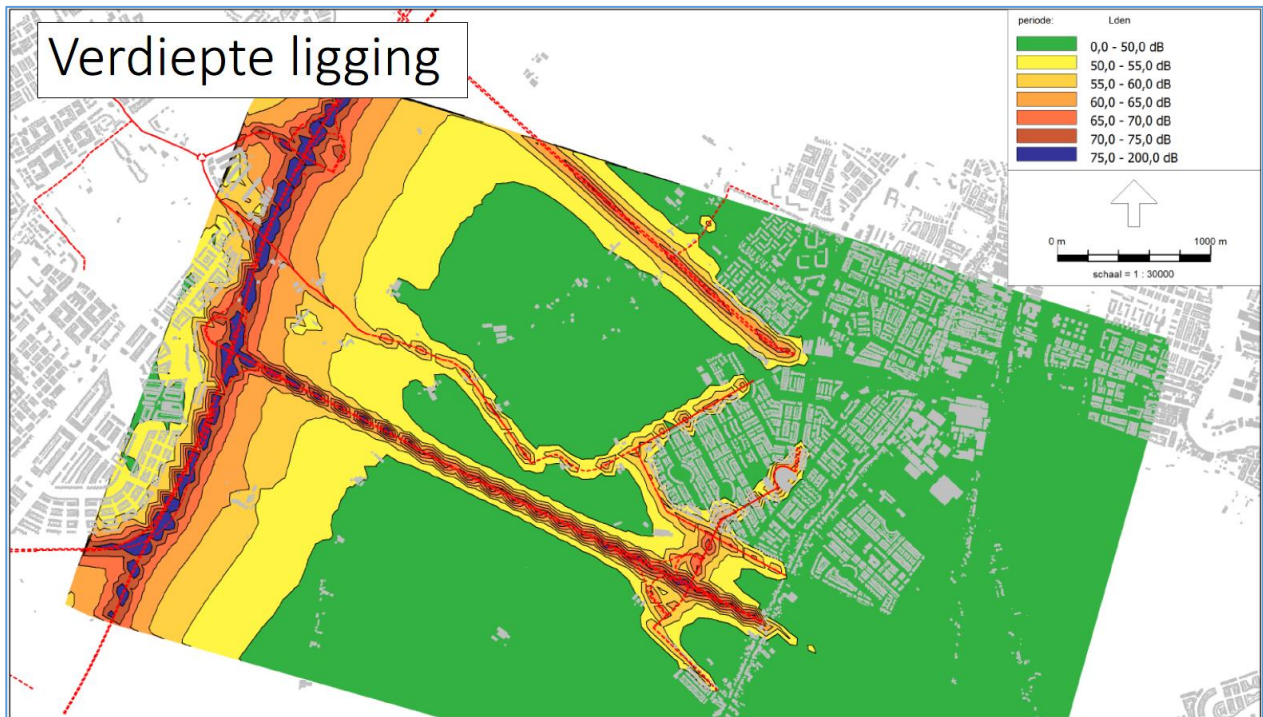 Verdiepte ligging
periode: Lden
0,0 - 50,0 dB
50,0 - 55,0 dB
55,0 - 60,0 dB
60,0 - 65,0 dB
65,0 - 70,0 dB
70,0 - 75,0 dB
75,0 - 200,0 dB
0 m 1000 m
schaal = 1 : 30000